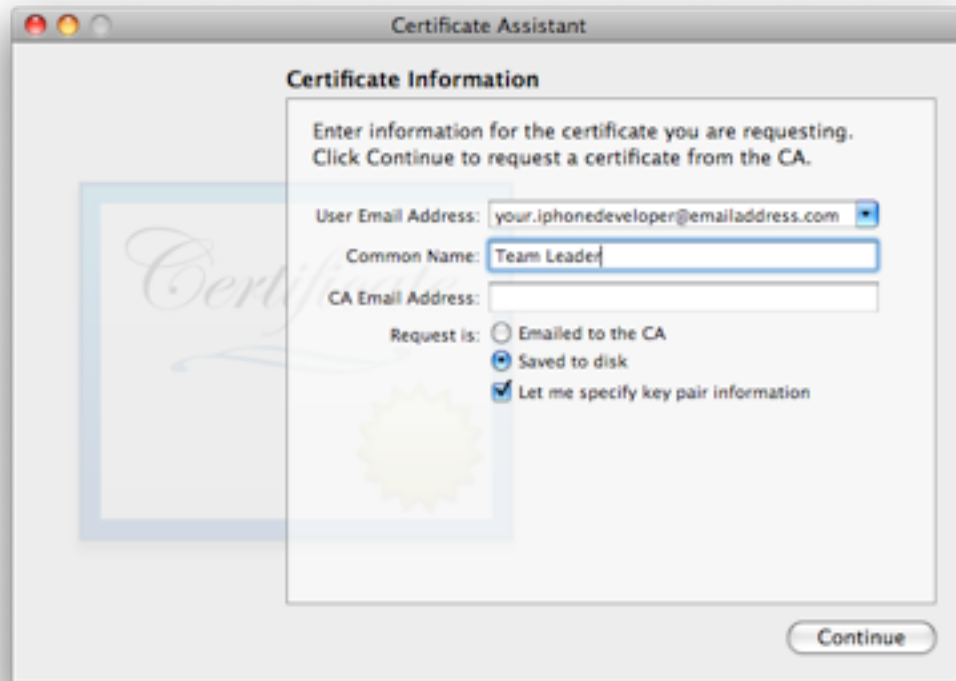 Certificate Assistant
Certificate Information
Enter information for the certificate you are requesting.
Click Continue to request a certificate from the CA.
Certificate
User Email Address: your.iphonedeveloper@emailaddress.com
Common Name: Team Leader
CA Email Address:
Request is: Emailed to the CA
Saved to disk
Let me specify key pair information
Continue